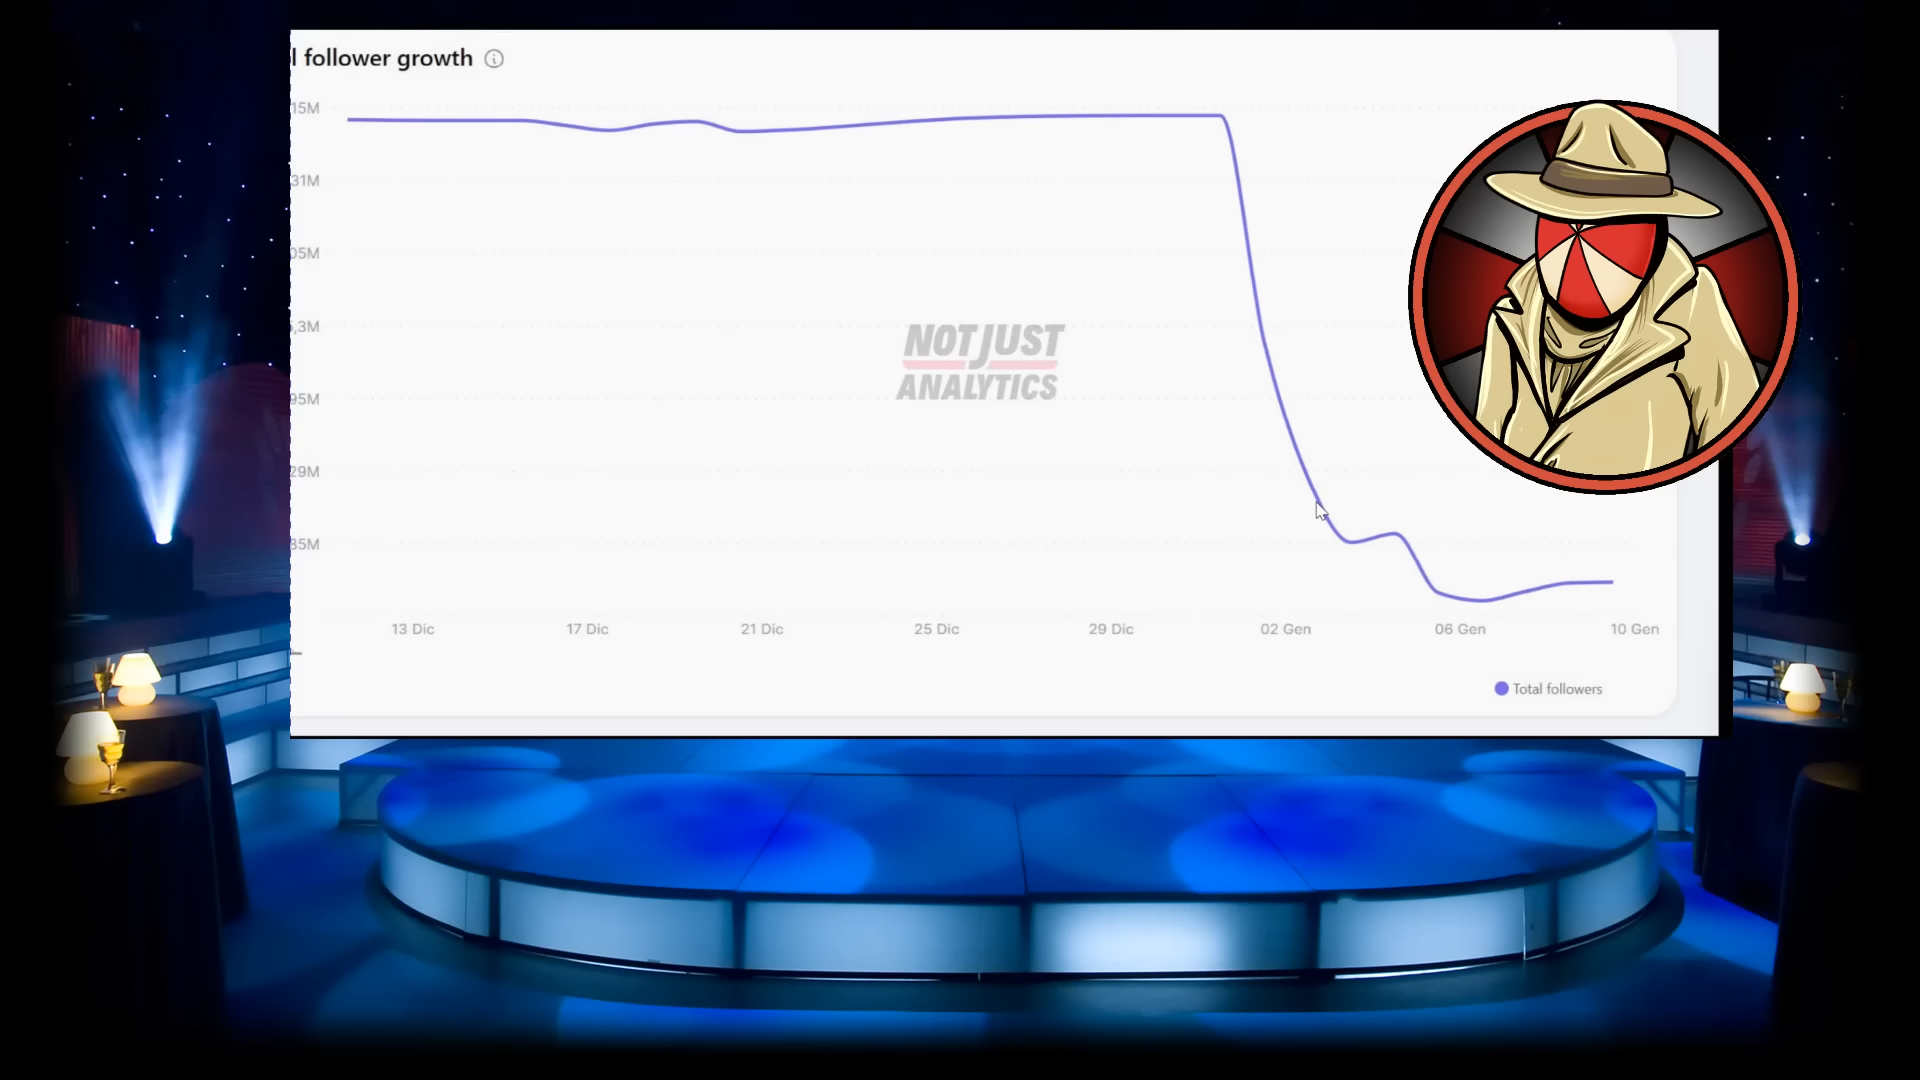 l follower growth
15M
31M
05M
5,3M
95M
29M
35M
NOTJUST
ANALYTICS
13 Dic 17 Dic 21 Dic 25 Dic 29 Dic 02 Gen 06 Gen 10 Gen
Total followers